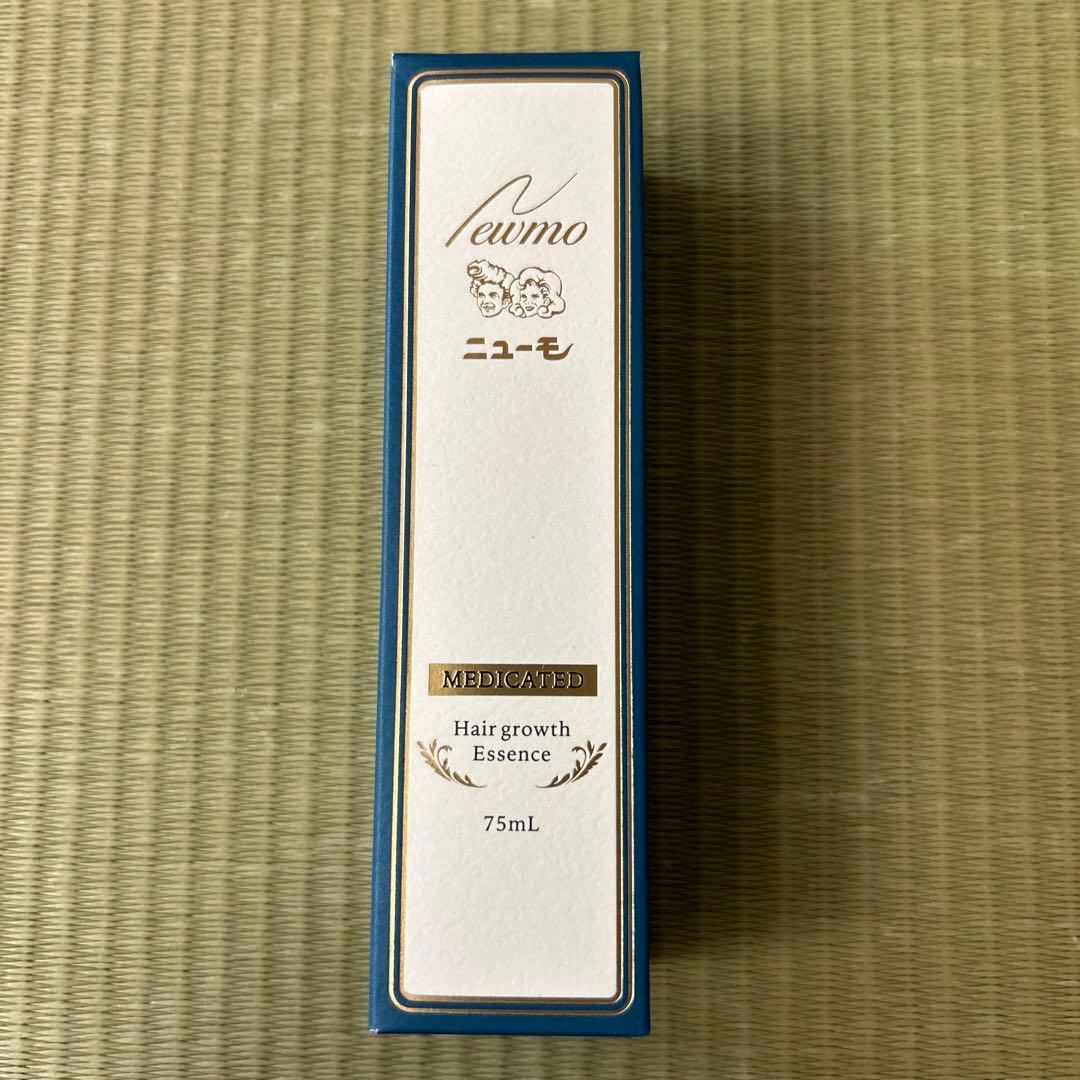 Newmo
ニューモ
MEDICATED
Hair growth
Essence
75mL